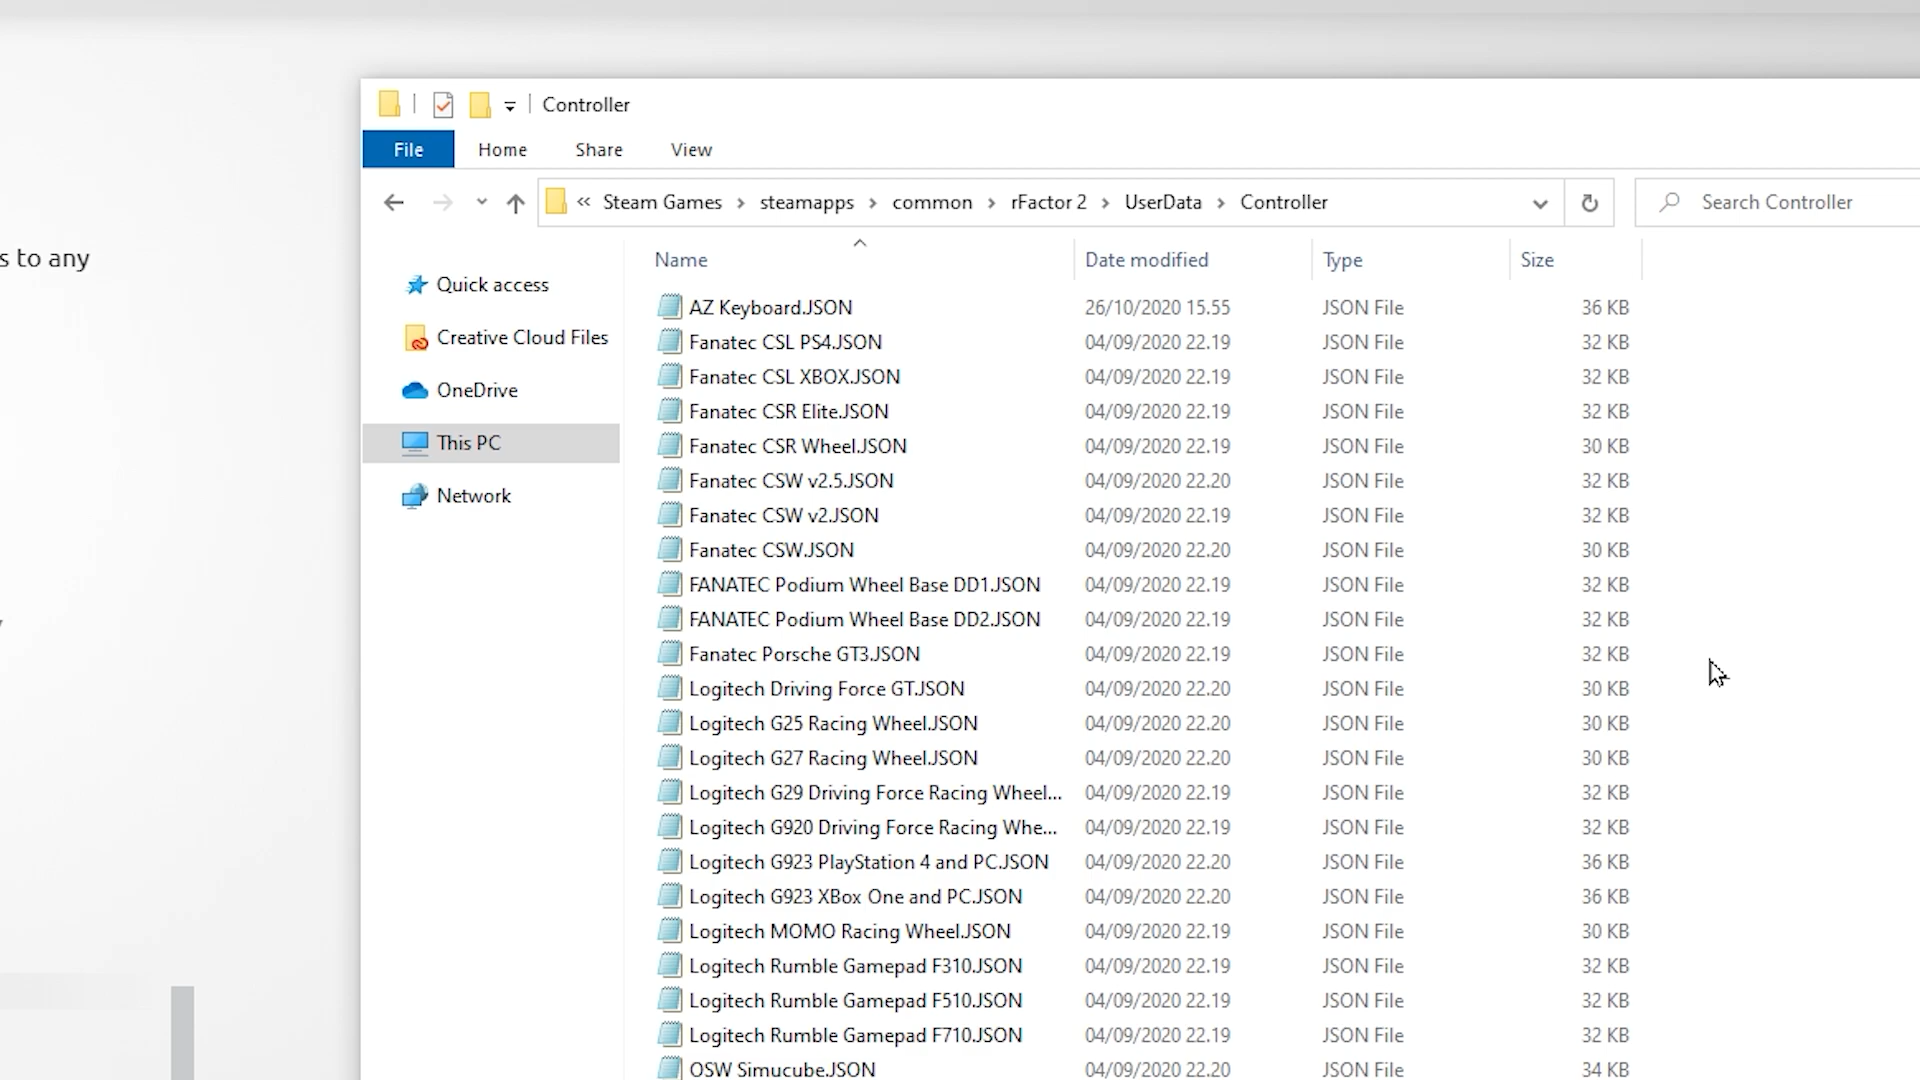 Controller
File Home Share View
« Steam Games › steamapps › common › rFactor 2 › UserData › Controller
Search Controller
s to any
Quick access
Creative Cloud Files
OneDrive
This PC
Network
Name Date modified Type Size
AZ Keyboard.JSON 26/10/2020 15.55 JSON File 36 KB
Fanatec CSL PS4.JSON 04/09/2020 22.19 JSON File 32 KB
Fanatec CSL XBOX.JSON 04/09/2020 22.19 JSON File 32 KB
Fanatec CSR Elite.JSON 04/09/2020 22.19 JSON File 32 KB
Fanatec CSR Wheel.JSON 04/09/2020 22.19 JSON File 30 KB
Fanatec CSW v2.5.JSON 04/09/2020 22.20 JSON File 32 KB
Fanatec CSW v2.JSON 04/09/2020 22.19 JSON File 32 KB
Fanatec CSW.JSON 04/09/2020 22.20 JSON File 30 KB
FANATEC Podium Wheel Base DD1.JSON 04/09/2020 22.19 JSON File 32 KB
FANATEC Podium Wheel Base DD2.JSON 04/09/2020 22.19 JSON File 32 KB
Fanatec Porsche GT3.JSON 04/09/2020 22.19 JSON File 32 KB
Logitech Driving Force GT.JSON 04/09/2020 22.20 JSON File 30 KB
Logitech G25 Racing Wheel.JSON 04/09/2020 22.20 JSON File 30 KB
Logitech G27 Racing Wheel.JSON 04/09/2020 22.20 JSON File 30 KB
Logitech G29 Driving Force Racing Wheel... 04/09/2020 22.19 JSON File 32 KB
Logitech G920 Driving Force Racing Whe... 04/09/2020 22.19 JSON File 32 KB
Logitech G923 PlayStation 4 and PC.JSON 04/09/2020 22.20 JSON File 36 KB
Logitech G923 XBox One and PC.JSON 04/09/2020 22.20 JSON File 36 KB
Logitech MOMO Racing Wheel.JSON 04/09/2020 22.19 JSON File 30 KB
Logitech Rumble Gamepad F310.JSON 04/09/2020 22.19 JSON File 32 KB
Logitech Rumble Gamepad F510.JSON 04/09/2020 22.19 JSON File 32 KB
Logitech Rumble Gamepad F710.JSON 04/09/2020 22.19 JSON File 32 KB
OSW Simucube.JSON 04/09/2020 22.20 JSON File 34 KB